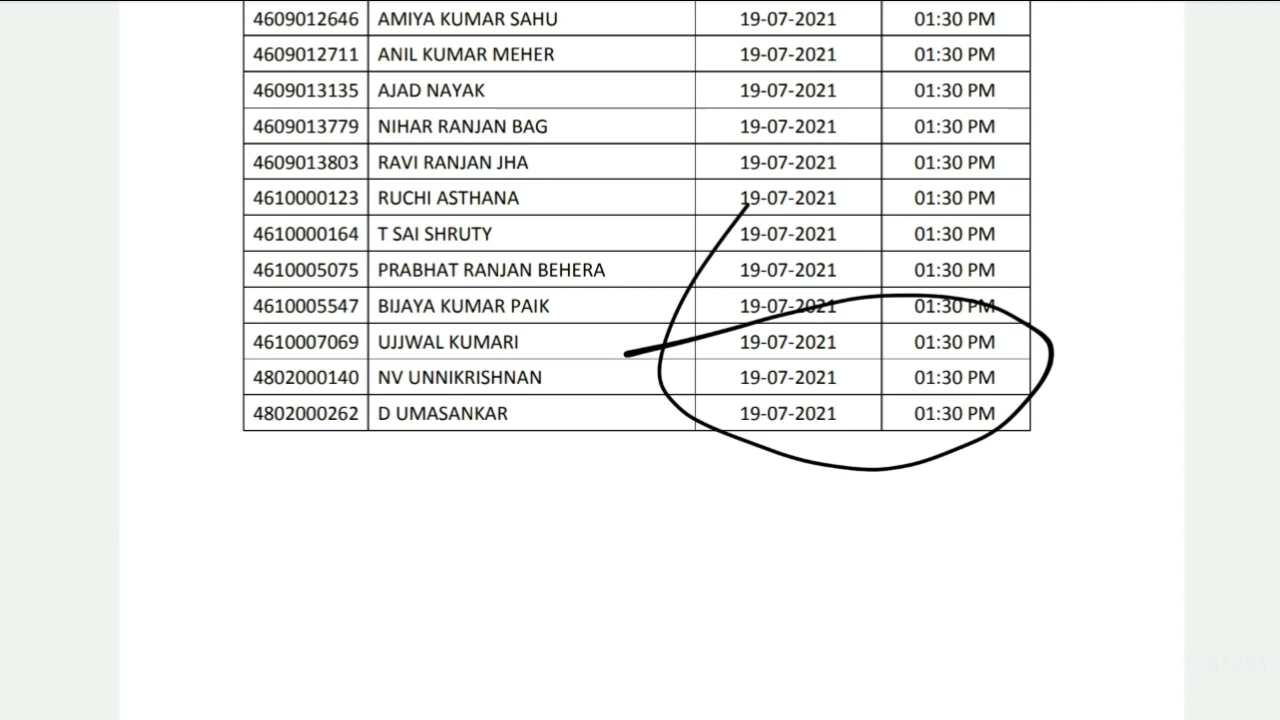 4609012646 AMIYA KUMAR SAHU 19-07-2021 01:30 PM
4609012711 ANIL KUMAR MEHER 19-07-2021 01:30 PM
4609013135 AJAD NAYAK 19-07-2021 01:30 PM
4609013779 NIHAR RANJAN BAG 19-07-2021 01:30 PM
4609013803 RAVI RANJAN JHA 19-07-2021 01:30 PM
4610000123 RUCHI ASTHANA 19-07-2021 01:30 PM
4610000164 T SAI SHRUTY 19-07-2021 01:30 PM
4610005075 PRABHAT RANJAN BEHERA 19-07-2021 01:30 PM
4610005547 BIJAYA KUMAR PAIK 19-07-2021 01:30 PM
4610007069 UJJWAL KUMARI 19-07-2021 01:30 PM
4802000140 NV UNNIKRISHNAN 19-07-2021 01:30 PM
4802000262 D UMASANKAR 19-07-2021 01:30 PM